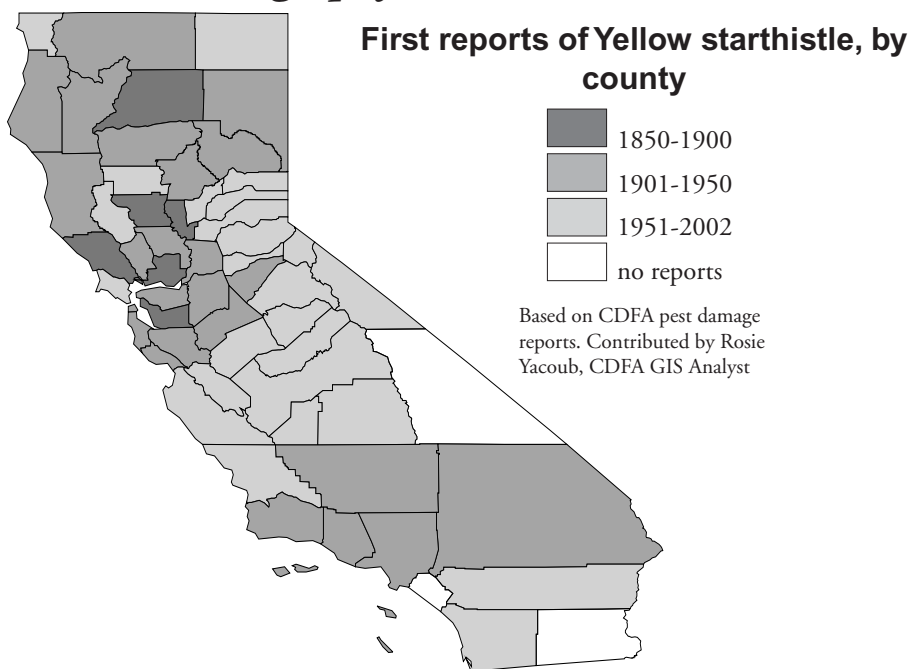 First reports of Yellow starthistle, by
county
1850-1900
1901-1950
1951-2002
no reports
Based on CDFA pest damage
reports. Contributed by Rosie
Yacoub, CDFA GIS Analyst